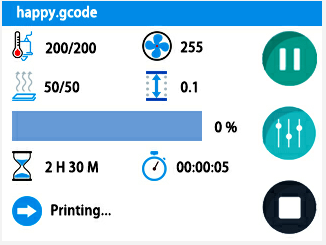 happy.gcode
200/200 255
50/50 0.1
0 %
2 H 30 M 00:00:05
Printing...